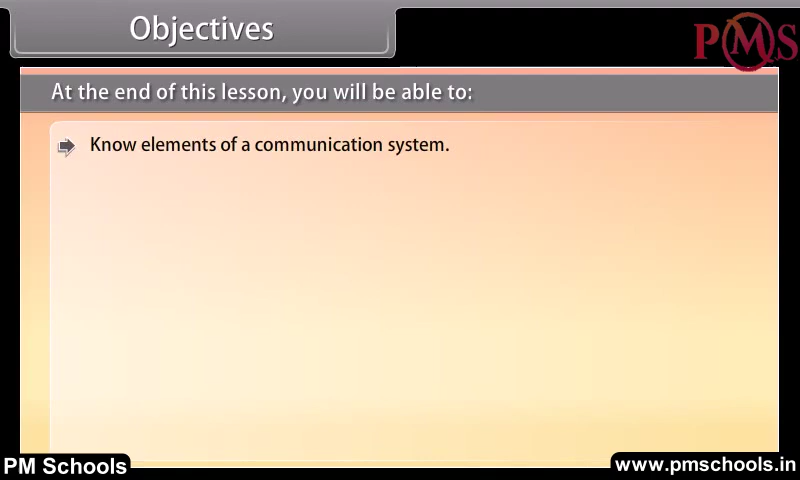 Objectives
PMS
At the end of this lesson, you will be able to:
Know elements of a communication system.
PM Schools
www.pmschools.in